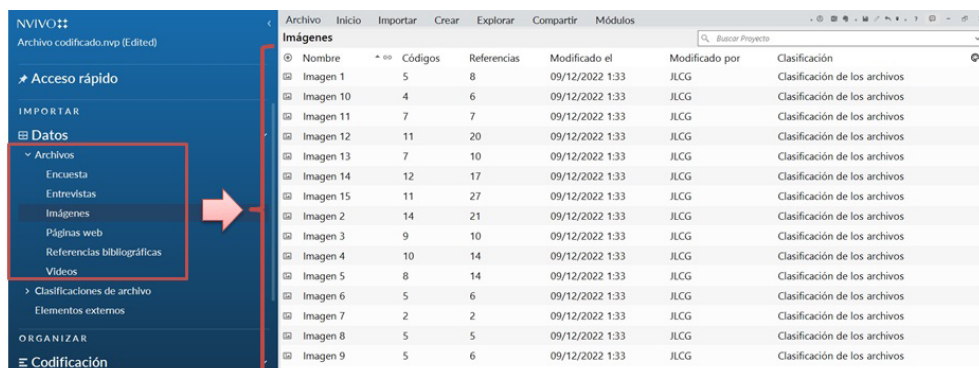 NVIVO
Archivo codificado.nvp (Edited)
Acceso rápido
IMPORTAR
Datos
Archivos
Encuesta
Entrevistas
Imágenes
Páginas web
Referencias bibliográficas
Videos
Clasificaciones de archivo
Elementos externos
ORGANIZAR
Codificación
Archivo Inicio Importar Crear Explorar Compartir Módulos
Imágenes
Buscar Proyecto
Nombre Códigos Referencias Modificado el Modificado por Clasificación
Imagen 1 5 8 09/12/2022 1:33 JLCG Clasificación de los archivos
Imagen 10 4 6 09/12/2022 1:33 JLCG Clasificación de los archivos
Imagen 11 7 7 09/12/2022 1:33 JLCG Clasificación de los archivos
Imagen 12 11 20 09/12/2022 1:33 JLCG Clasificación de los archivos
Imagen 13 7 10 09/12/2022 1:33 JLCG Clasificación de los archivos
Imagen 14 12 17 09/12/2022 1:33 JLCG Clasificación de los archivos
Imagen 15 11 27 09/12/2022 1:33 JLCG Clasificación de los archivos
Imagen 2 14 21 09/12/2022 1:33 JLCG Clasificación de los archivos
Imagen 3 9 10 09/12/2022 1:33 JLCG Clasificación de los archivos
Imagen 4 10 14 09/12/2022 1:33 JLCG Clasificación de los archivos
Imagen 5 8 14 09/12/2022 1:33 JLCG Clasificación de los archivos
Imagen 6 5 6 09/12/2022 1:33 JLCG Clasificación de los archivos
Imagen 7 2 2 09/12/2022 1:33 JLCG Clasificación de los archivos
Imagen 8 5 5 09/12/2022 1:33 JLCG Clasificación de los archivos
Imagen 9 5 6 09/12/2022 1:33 JLCG Clasificación de los archivos